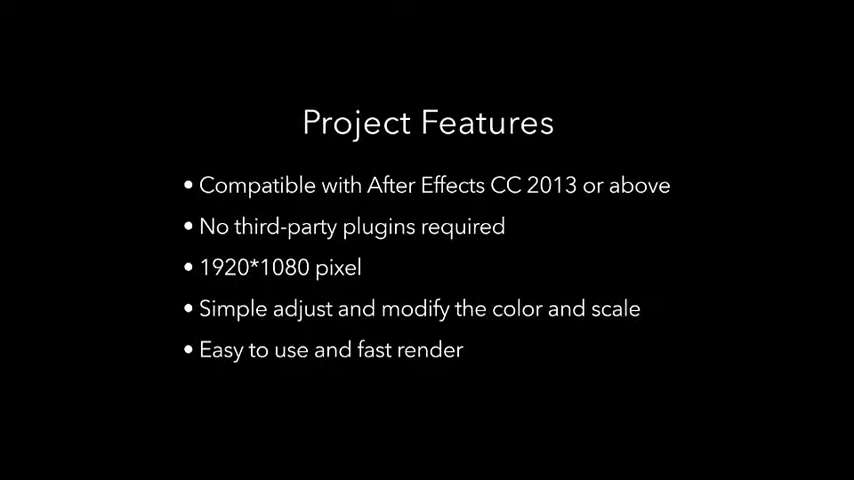 Project Features
• Compatible with After Effects CC 2013 or above
• No third-party plugins required
• 1920*1080 pixel
• Simple adjust and modify the color and scale
• Easy to use and fast render